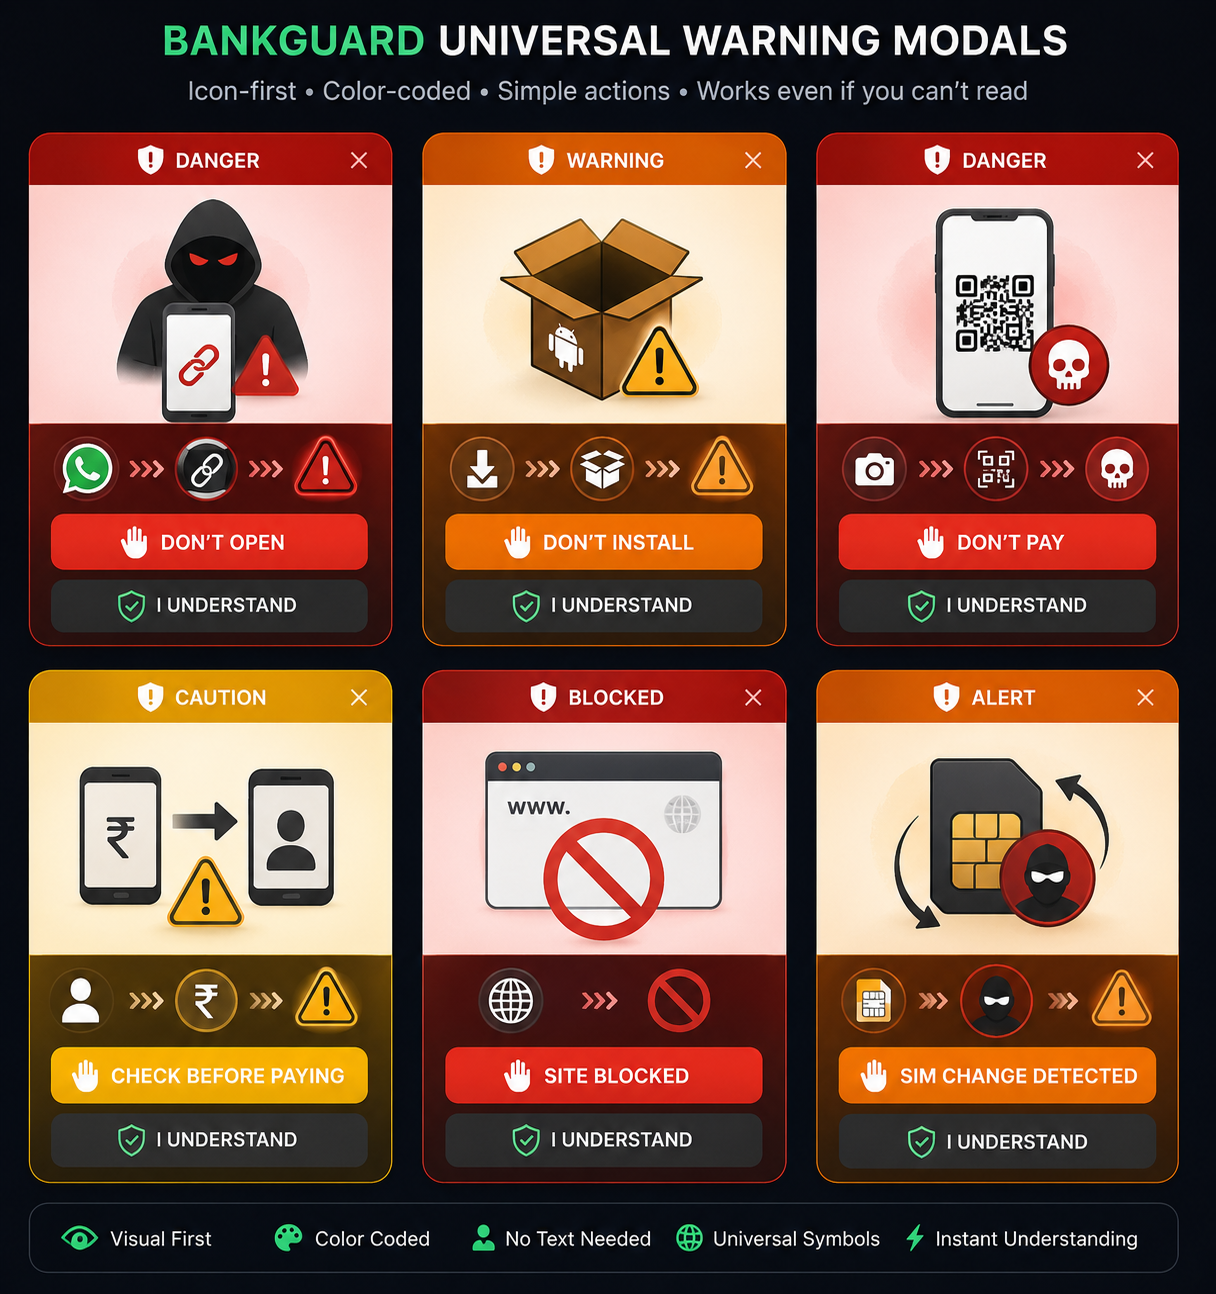 BANKGUARD UNIVERSAL WARNING MODALS
Icon-first • Color-coded • Simple actions • Works even if you can’t read
DANGER
DON’T OPEN
I UNDERSTAND
WARNING
DON’T INSTALL
I UNDERSTAND
DANGER
DON’T PAY
I UNDERSTAND
CAUTION
₹
₹
CHECK BEFORE PAYING
I UNDERSTAND
BLOCKED
www.
SITE BLOCKED
I UNDERSTAND
ALERT
SIM CHANGE DETECTED
I UNDERSTAND
Visual First
Color Coded
No Text Needed
Universal Symbols
Instant Understanding